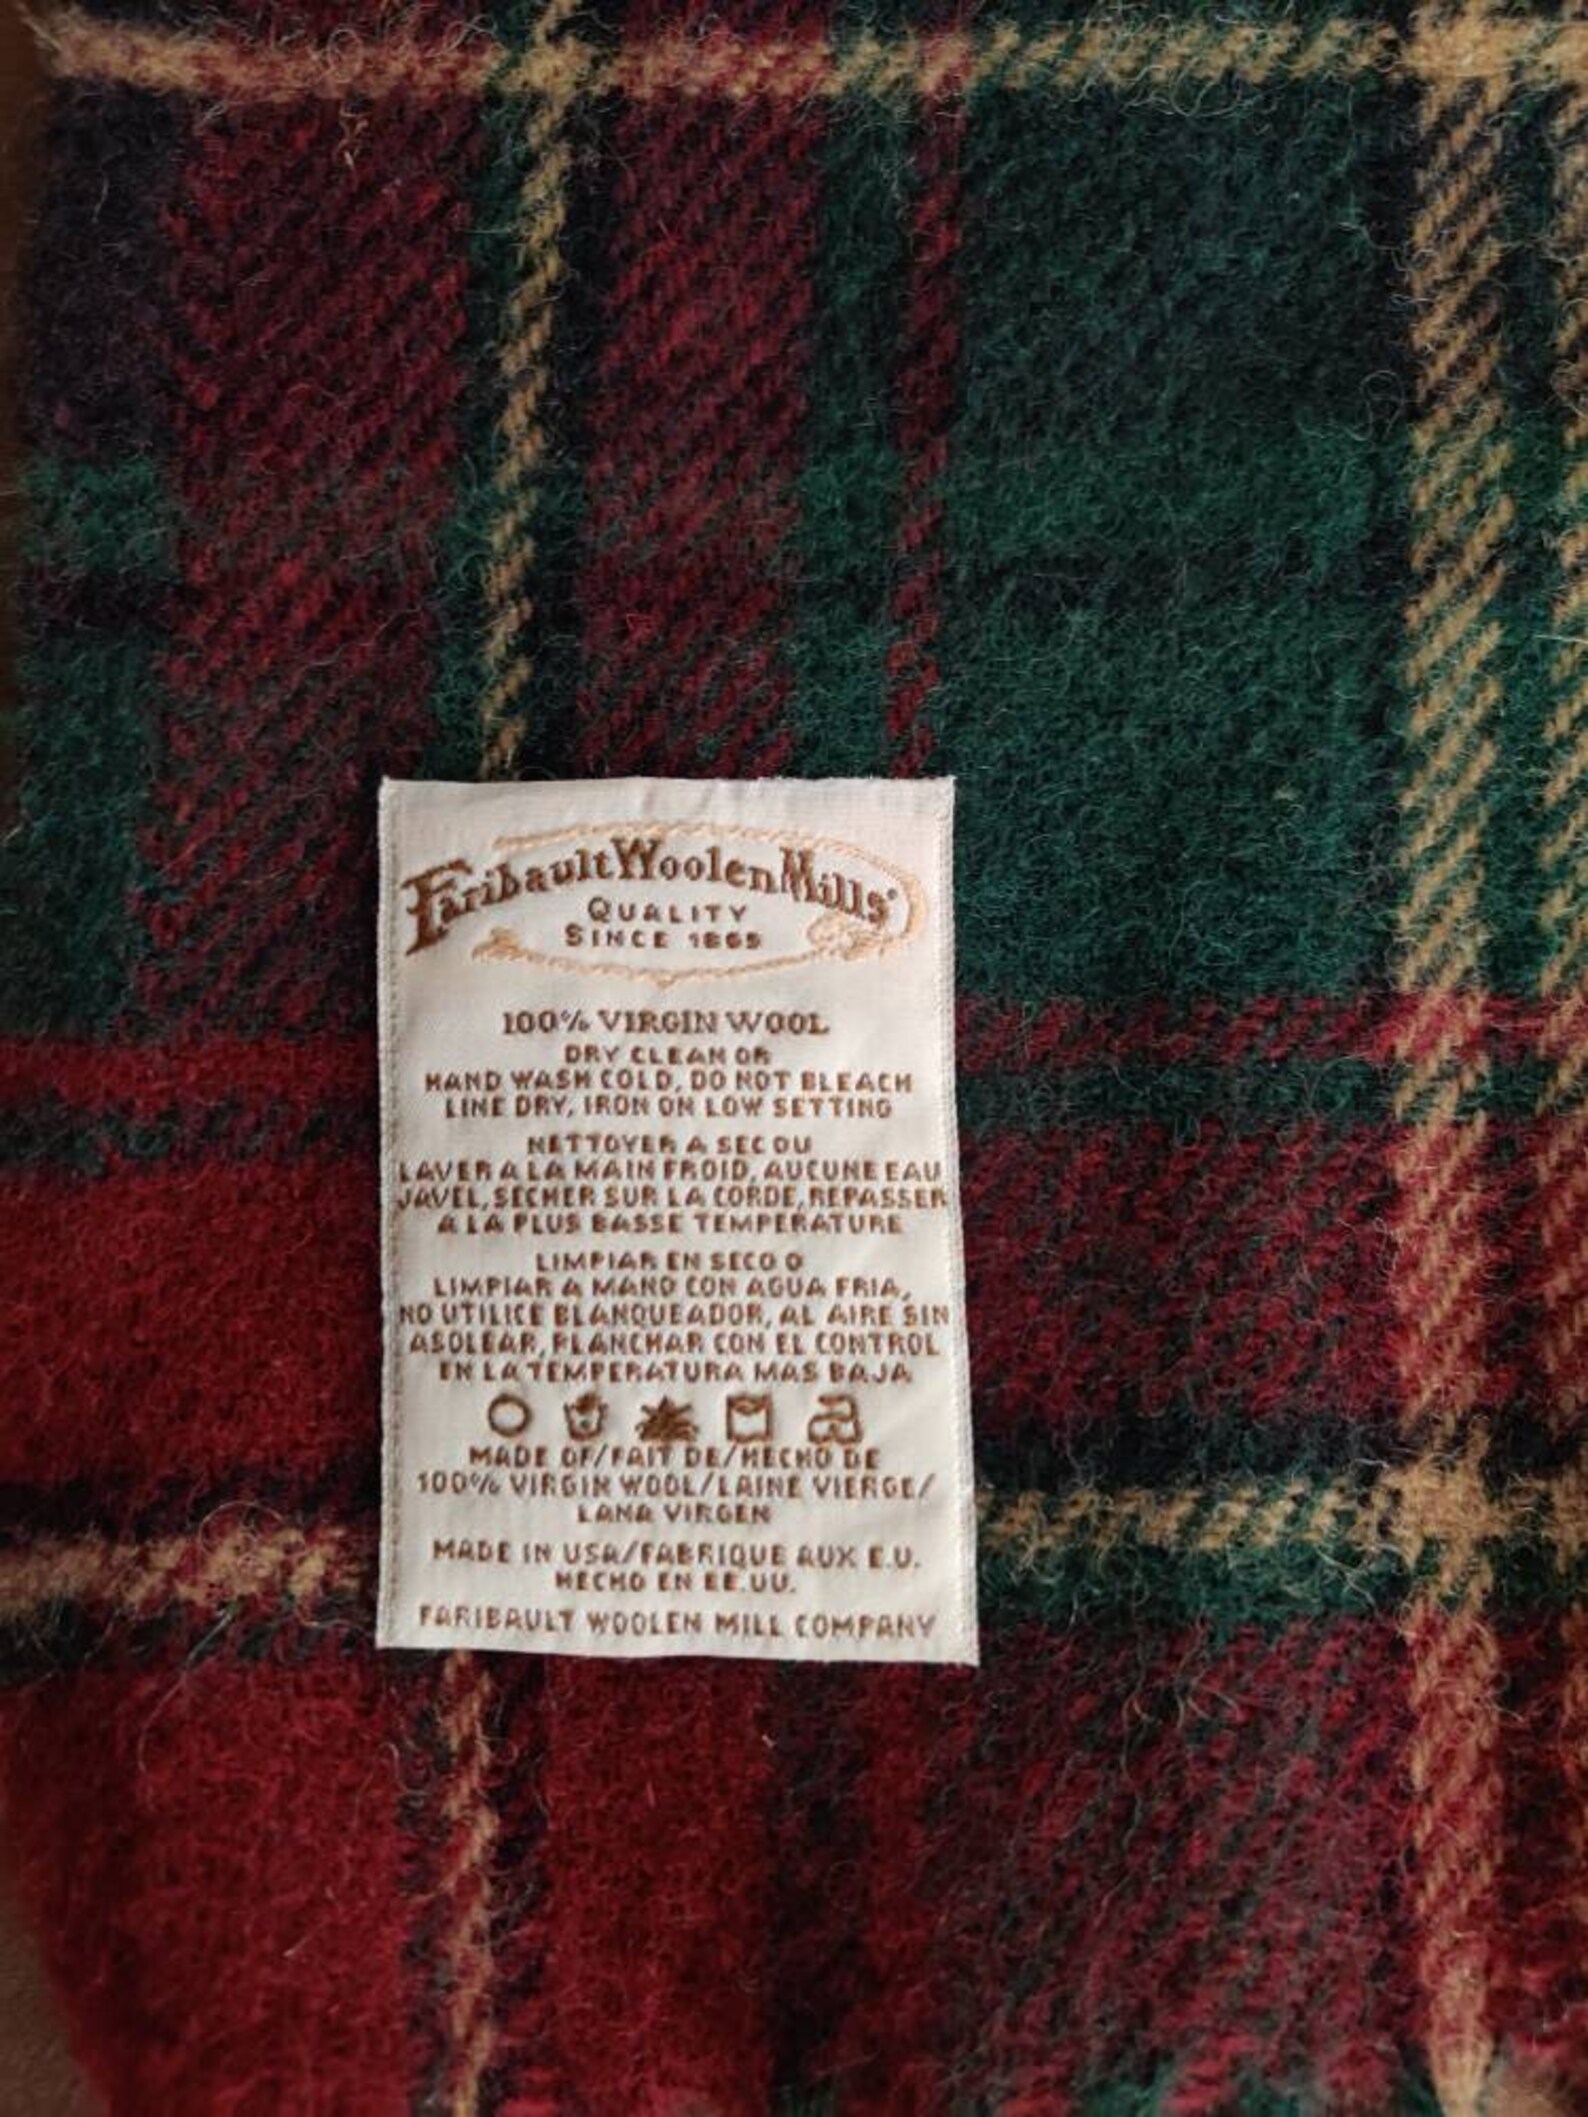 Faribault Woolen Mills®
QUALITY
SINCE 1865
100% VIRGIN WOOL
DRY CLEAN OR
HAND WASH COLD, DO NOT BLEACH
LINE DRY, IRON ON LOW SETTING
NETTOYER A SEC OU
LAVER A LA MAIN FROID, AUCUNE EAU
JAVEL, SECHER SUR LA CORDE, REPASSER
A LA PLUS BASSE TEMPERATURE
LIMPIAR EN SECO O
LIMPIAR A MANO CON AGUA FRIA,
NO UTILICE BLANQUEADOR, AL AIRE SIN
ASOLEAR, PLANCHAR CON EL CONTROL
EN LA TEMPERATURA MAS BAJA
MADE OF/FAIT DE/HECHO DE
100% VIRGIN WOOL/LAINE VIERGE/
LANA VIRGEN
MADE IN USA/FABRIQUE AUX E.U.
HECHO EN EE.UU.
FARIBAULT WOOLEN MILL COMPANY